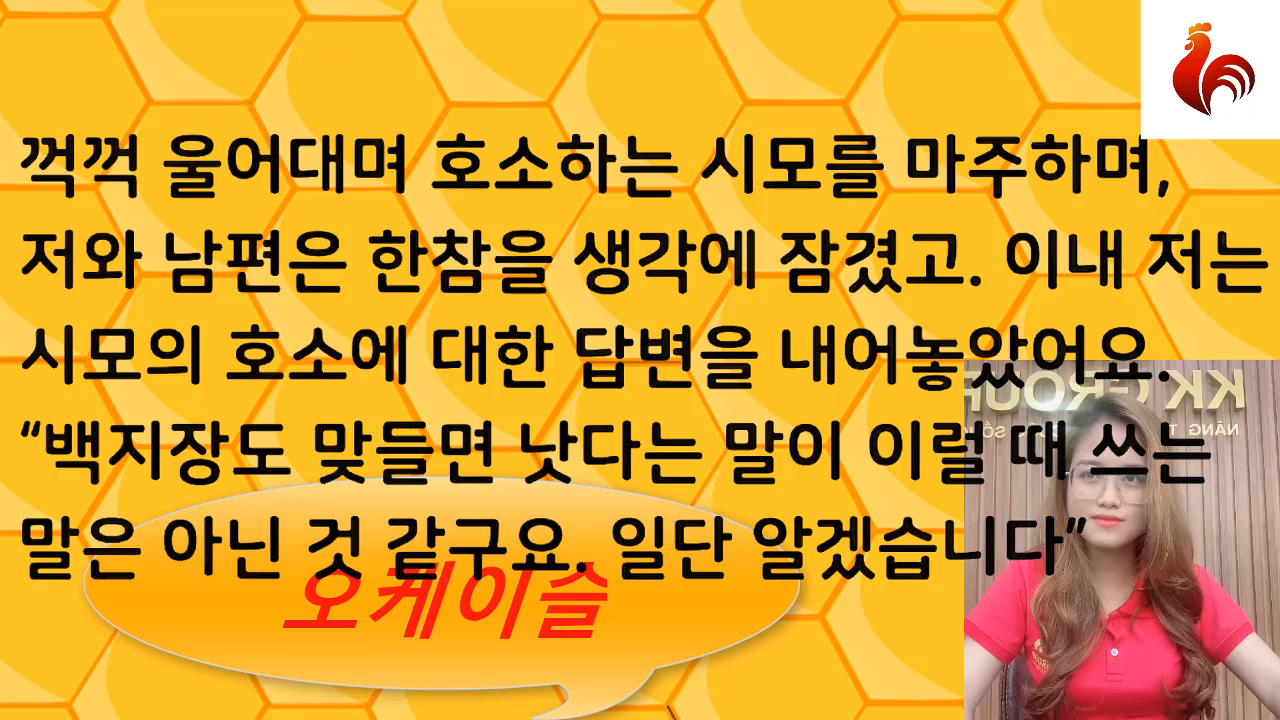 꺽꺽 울어대며 호소하는 시모를 마주하며,
저와 남편은 한참을 생각에 잠겼고. 이내 저는
시모의 호소에 대한 답변을 내어놓았어요.
“백지장도 맞들면 낫다는 말이 이럴 때 쓰는
말은 아닌 것 같구요. 일단 알겠습니다”
오케이슬
KK GROUP
NÂNG T